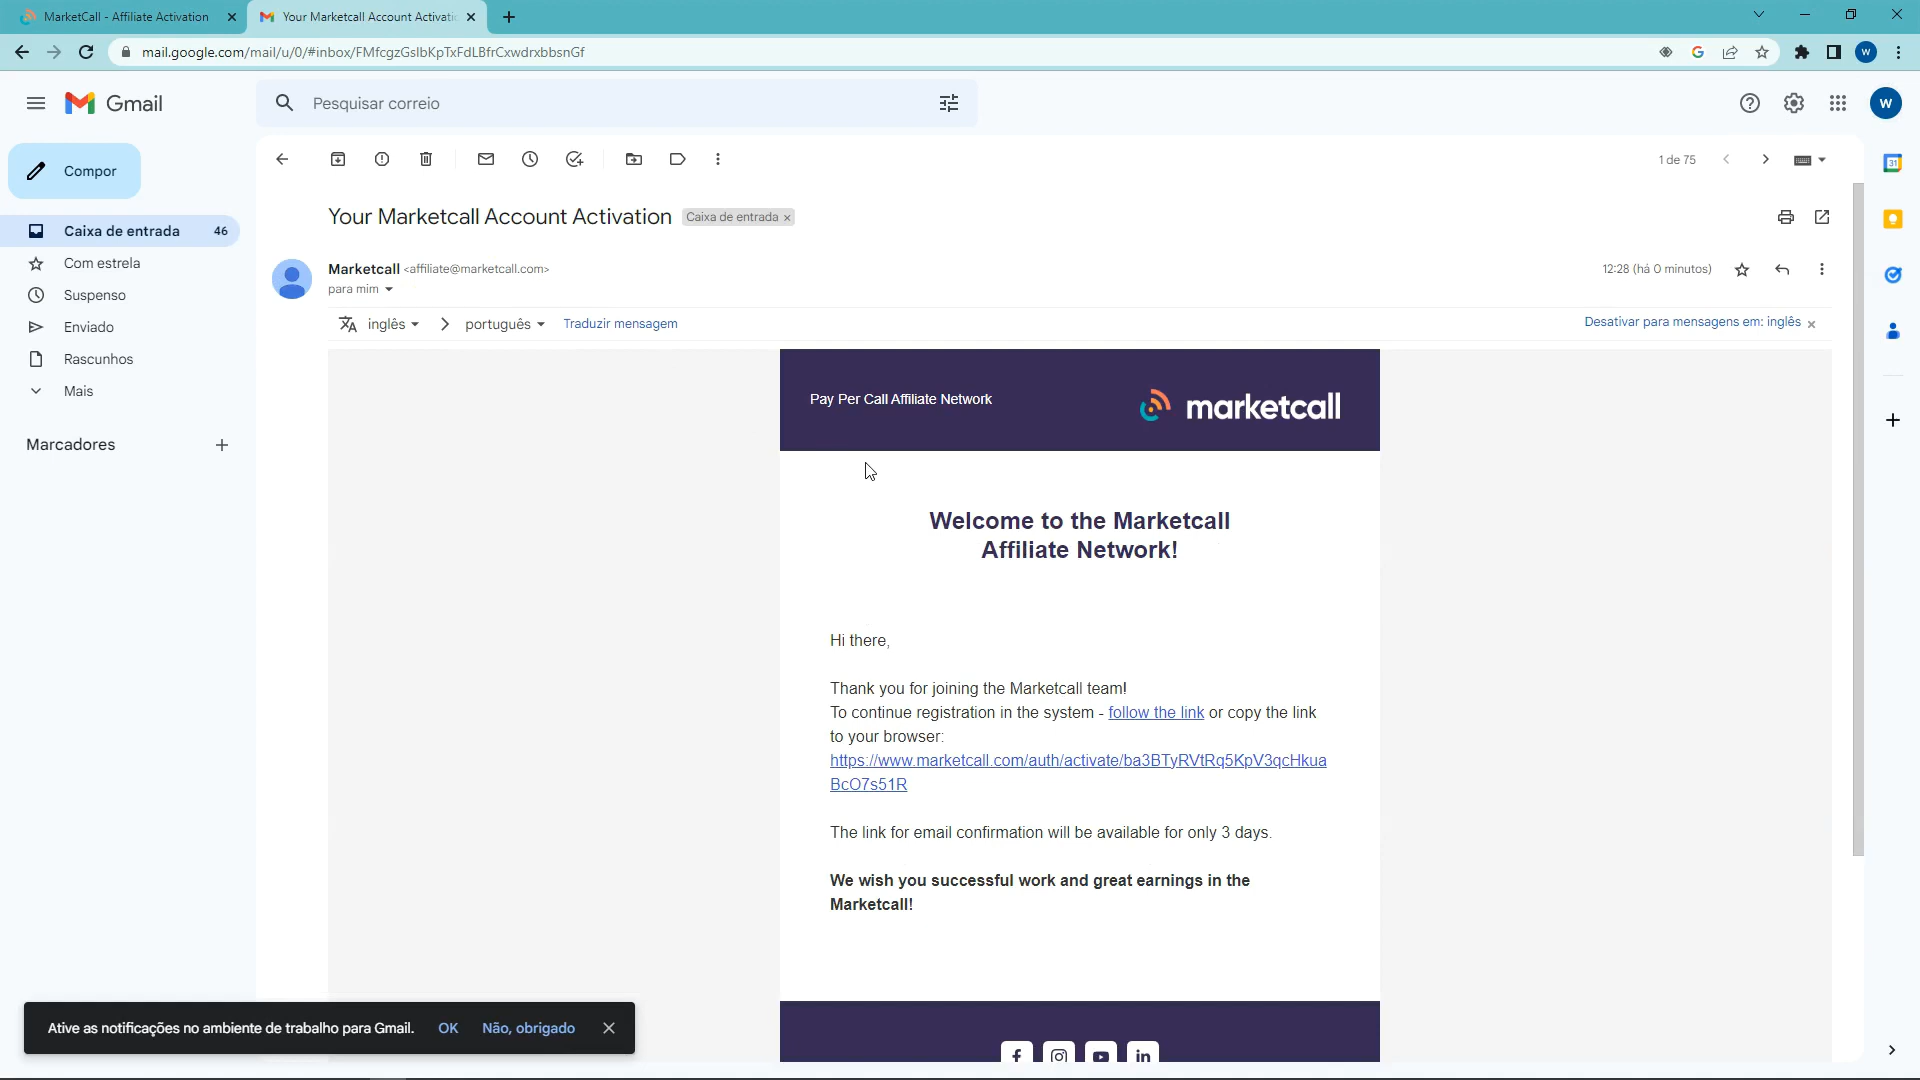 MarketCall - Affiliate Activation
Your Marketcall Account Activati
mail.google.com/mail/u/0/#inbox/FMfcgzGslbKpTxFdLBfrCxwdrxbbsnGf
W
Gmail
Pesquisar correio
W
Compor
1 de 75
31
Your Marketcall Account Activation
Caixa de entrada ×
Caixa de entrada 46
Com estrela
Suspenso
Enviado
Rascunhos
Mais
Marcadores
Marketcall <affiliate@marketcall.com>
12:28 (há 0 minutos)
para mim
inglês
português
Traduzir mensagem
Desativar para mensagens em: inglês ×
Pay Per Call Affiliate Network
marketcall
Welcome to the Marketcall
Affiliate Network!
Hi there,
Thank you for joining the Marketcall team!
To continue registration in the system - follow the link or copy the link
to your browser:
https://www.marketcall.com/auth/activate/ba3BTyRVtRq5KpV3qcHkua
BcO7s51R
The link for email confirmation will be available for only 3 days.
We wish you successful work and great earnings in the
Marketcall!
Ative as notificações no ambiente de trabalho para Gmail. OK Não, obrigado